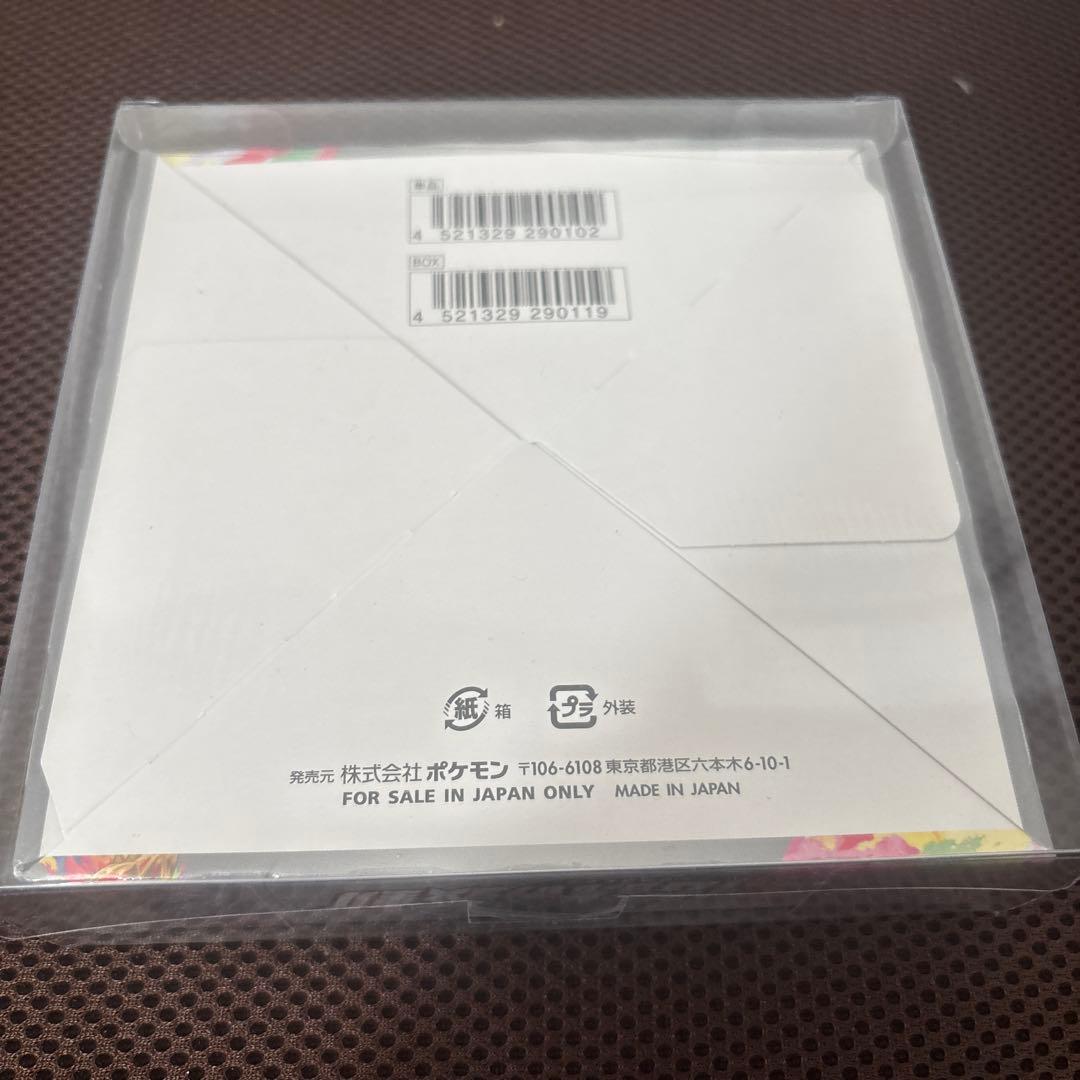 単品
4 521329 290102
BOX
4 521329 290119
紙 箱 プラ 外装
発売元 株式会社 ポケモン 〒106-6108 東京都港区六本木6-10-1
FOR SALE IN JAPAN ONLY MADE IN JAPAN